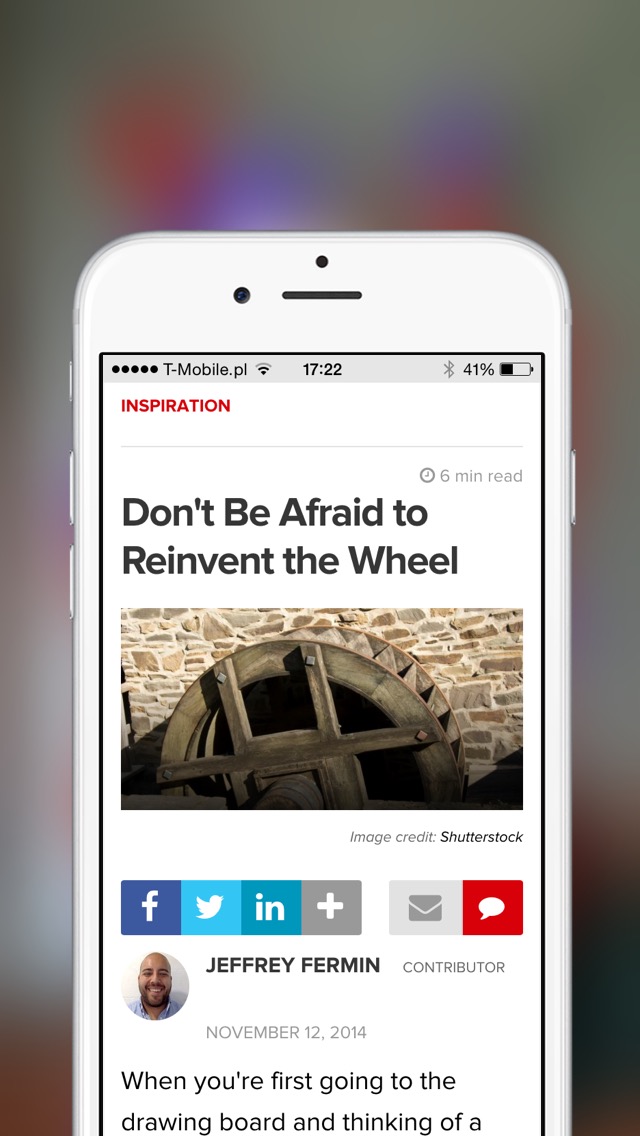 T-Mobile.pl 17:22 41%
INSPIRATION
6 min read
Don't Be Afraid to
Reinvent the Wheel
Image credit: Shutterstock
f in +
JEFFREY FERMIN CONTRIBUTOR
NOVEMBER 12, 2014
When you're first going to the
drawing board and thinking of a